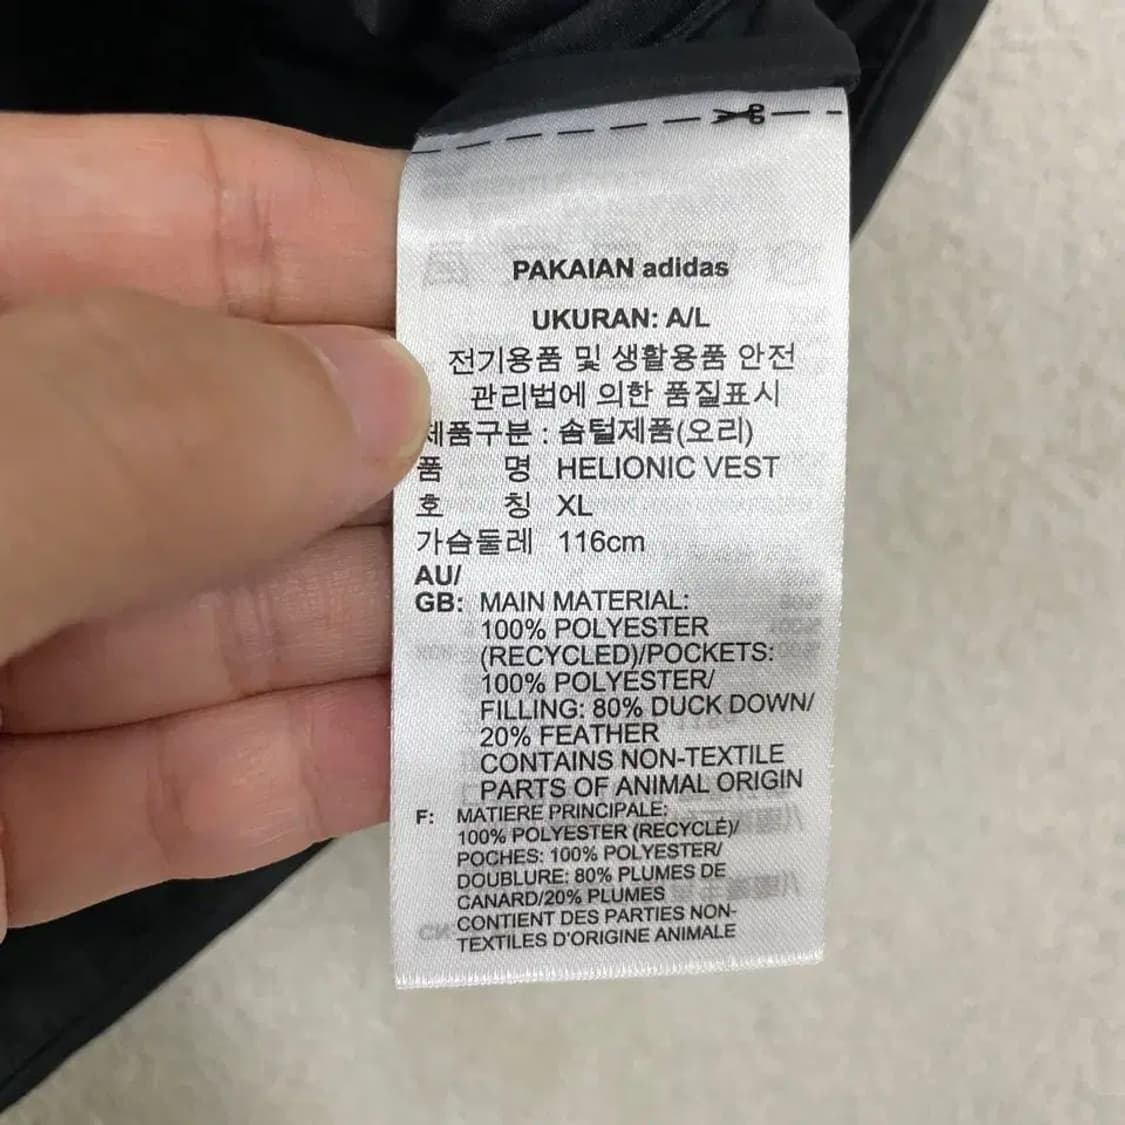 PAKAIAN adidas
UKURAN: A/L
전기용품 및 생활용품 안전
관리법에 의한 품질표시
제품구분 : 솜털제품(오리)
품 명 HELIONIC VEST
호 칭 XL
가슴둘레 116cm
AU/
GB: MAIN MATERIAL:
100% POLYESTER
(RECYCLED)/POCKETS:
100% POLYESTER/
FILLING: 80% DUCK DOWN/
20% FEATHER
CONTAINS NON-TEXTILE
PARTS OF ANIMAL ORIGIN
F: MATIERE PRINCIPALE:
100% POLYESTER (RECYCLÉ)/
POCHES: 100% POLYESTER/
DOUBLURE: 80% PLUMES DE
CANARD/20% PLUMES
CONTIENT DES PARTIES NON-
TEXTILES D'ORIGINE ANIMALE